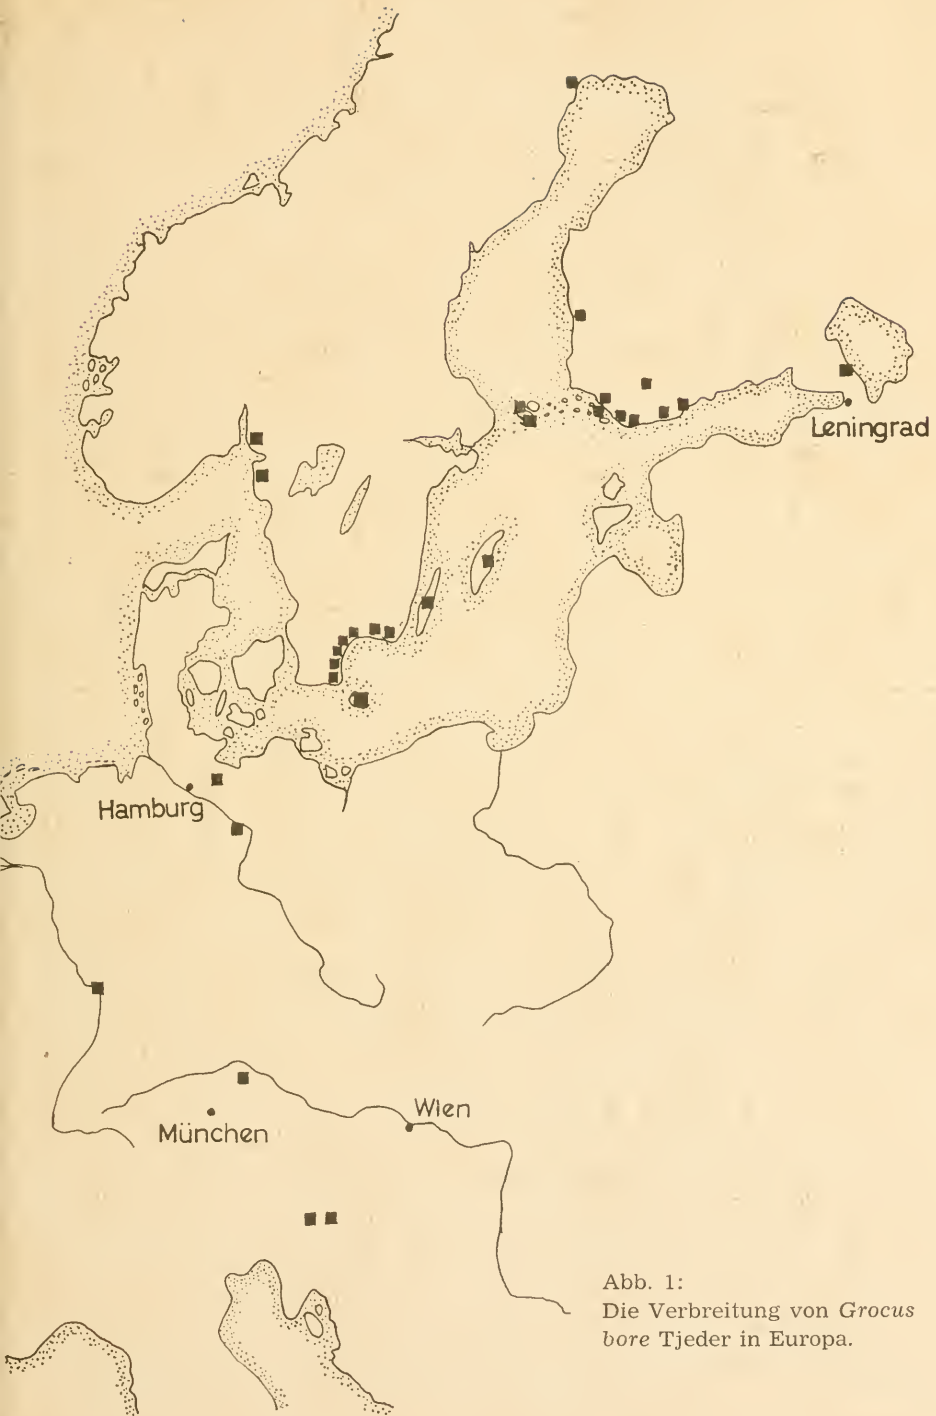 Leningrad
Hamburg
Wien
München
Abb. 1:
Die Verbreitung von Grocus
bore Tjeder in Europa.